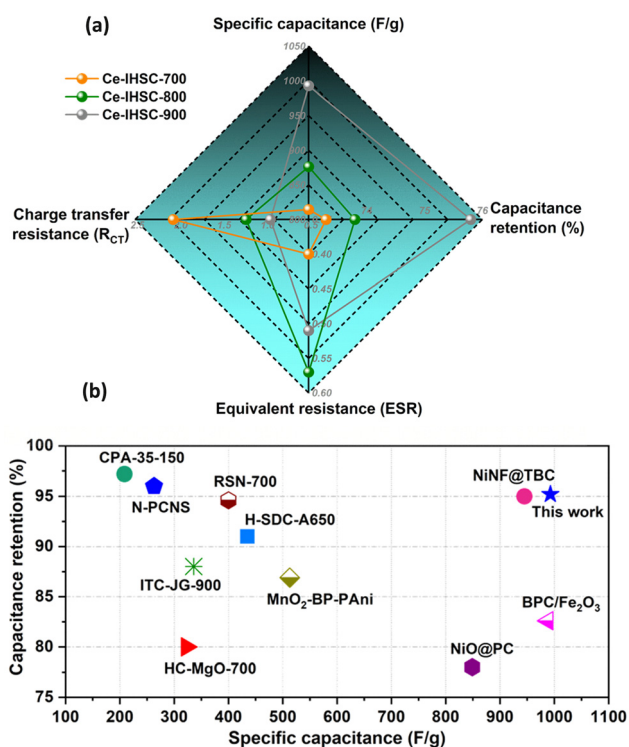 (a)
Specific capacitance (F/g)
1050
1000
950
900
Ce-IHSC-700
Ce-IHSC-800
Ce-IHSC-900
Charge transfer
resistance (RCT)
1.5
76
Capacitance
retention (%)
0.40
0.45
0.50
0.55
0.60
Equivalent resistance (ESR)
(b)
100
95
90
85
80
75
Capacitance retention (%)
CPA-35-150
N-PCNS
RSN-700
H-SDC-A650
ITC-JG-900
MnO2-BP-PAni
HC-MgO-700
NiNF@TBC
This work
BPC/Fe2O3
NiO@PC
100 200 300 400 500 600 700 800 900 1000 1100
Specific capacitance (F/g)